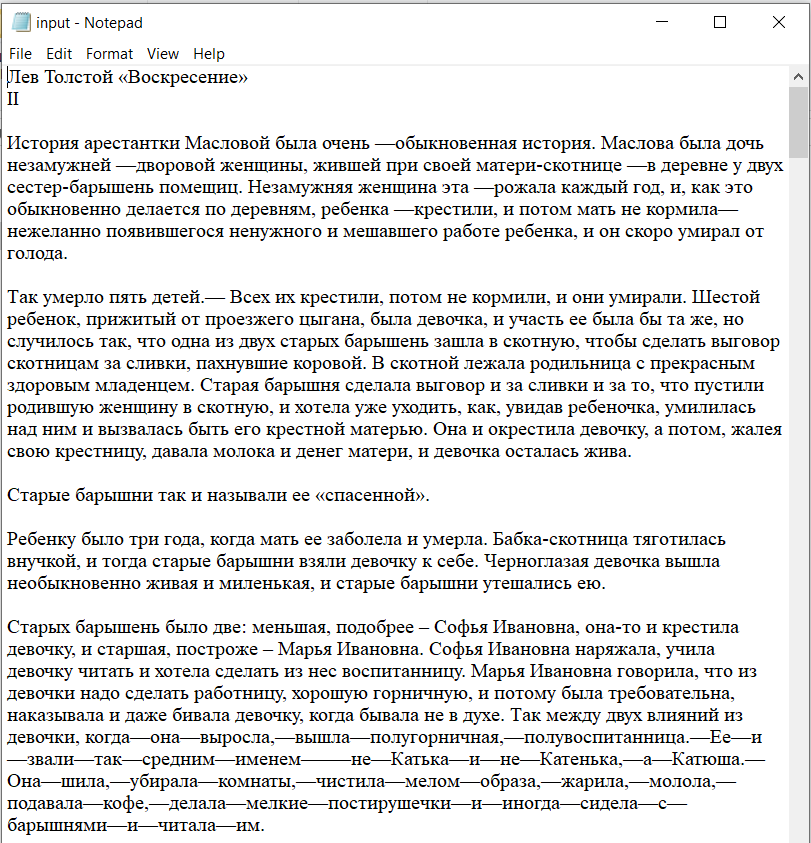 input - Notepad
File Edit Format View Help
Лев Толстой «Воскресение»
II
История арестантки Масловой была очень —обыкновенная история. Маслова была дочь
незамужней —дворовой женщины, жившей при своей матери-скотнице —в деревне у двух
сестер-барышень помещиц. Незамужняя женщина эта —рожала каждый год, и, как это
обыкновенно делается по деревням, ребенка —крестили, и потом мать не кормила—
нежеланно появившегося ненужного и мешавшего работе ребенка, и он скоро умирал от
голода.
Так умерло пять детей.— Всех их крестили, потом не кормили, и они умирали. Шестой
ребенок, прижитый от проезжего цыгана, была девочка, и участь ее была бы та же, но
случилось так, что одна из двух старых барышень зашла в скотную, чтобы сделать выговор
скотницам за сливки, пахнувшие коровой. В скотной лежала родильница с прекрасным
здоровым младенцем. Старая барышня сделала выговор и за сливки и за то, что пустили
родившую женщину в скотную, и хотела уже уходить, как, увидав ребеночка, умилилась
над ним и вызвалась быть его крестной матерью. Она и окрестила девочку, а потом, жалея
свою крестницу, давала молока и денег матери, и девочка осталась жива.
Старые барышни так и называли ее «спасенной».
Ребенку было три года, когда мать ее заболела и умерла. Бабка-скотница тяготилась
внучкой, и тогда старые барышни взяли девочку к себе. Черноглазая девочка вышла
необыкновенно живая и миленькая, и старые барышни утешались ею.
Старых барышень было две: меньшая, подобрее – Софья Ивановна, она-то и крестила
девочку, и старшая, построже – Марья Ивановна. Софья Ивановна наряжала, учила
девочку читать и хотела сделать из нес воспитанницу. Марья Ивановна говорила, что из
девочки надо сделать работницу, хорошую горничную, и потому была требовательна,
наказывала и даже бивала девочку, когда бывала не в духе. Так между двух влияний из
девочки, когда—она—выросла,—вышла—полугорничная,—полувоспитанница.—Ее—и
—звали—так—средним—именем———не—Катька—и—не—Катенька,—а—Катюша.—
Она—шила,—убирала—комнаты,—чистила—мелом—образа,—жарила,—молола,—
подавала—кофе,—делала—мелкие—постирушечки—и—иногда—сидела—с—
барышнями—и—читала—им.